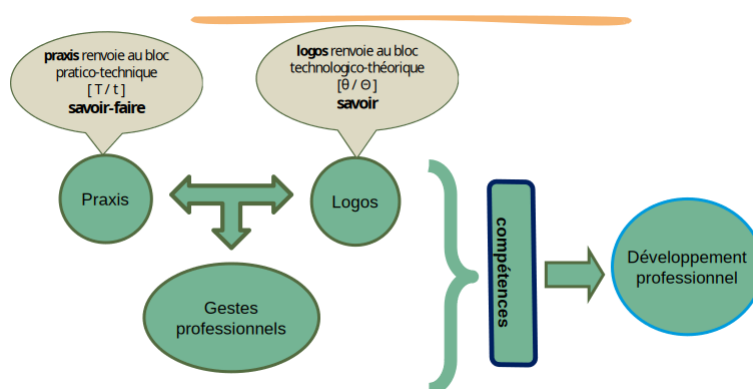 praxis renvoie au bloc
pratico-technique
[ T / t ]
savoir-faire
logos renvoie au bloc
technologico-théorique
[θ / Θ ]
savoir
Praxis
Logos
Gestes
professionnels
compétences
Développement
professionnel